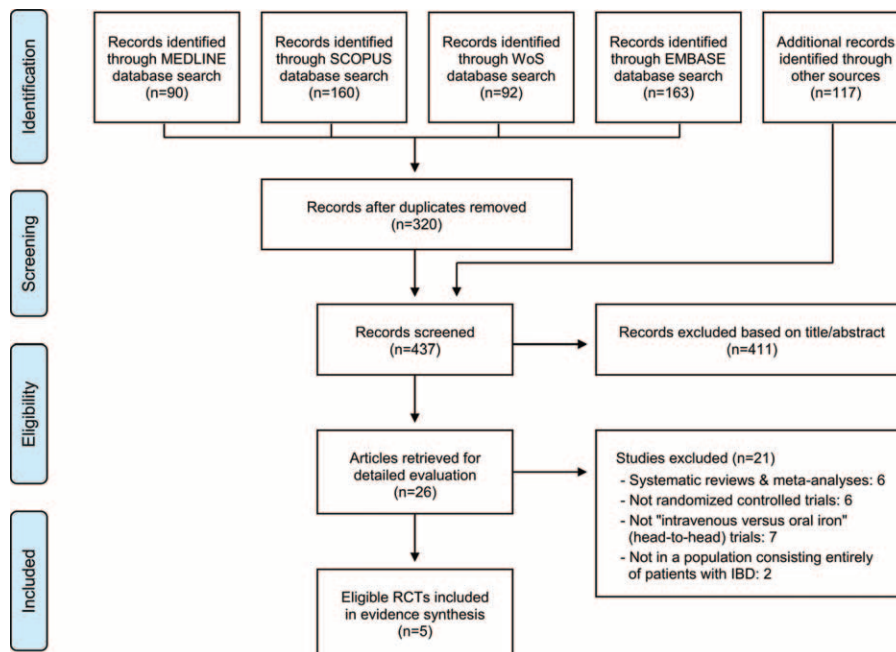 Identification
Records identified
through MEDLINE
database search
(n=90)
Records identified
through SCOPUS
database search
(n=160)
Records identified
through WoS
database search
(n=92)
Records identified
through EMBASE
database search
(n=163)
Additional records
identified through
other sources
(n=117)
Screening
Records after duplicates removed
(n=320)
Records screened
(n=437)
Records excluded based on title/abstract
(n=411)
Eligibility
Articles retrieved for
detailed evaluation
(n=26)
Studies excluded (n=21)
- Systematic reviews & meta-analyses: 6
- Not randomized controlled trials: 6
- Not "intravenous versus oral iron"
(head-to-head) trials: 7
- Not in a population consisting entirely
of patients with IBD: 2
Included
Eligible RCTs included
in evidence synthesis
(n=5)